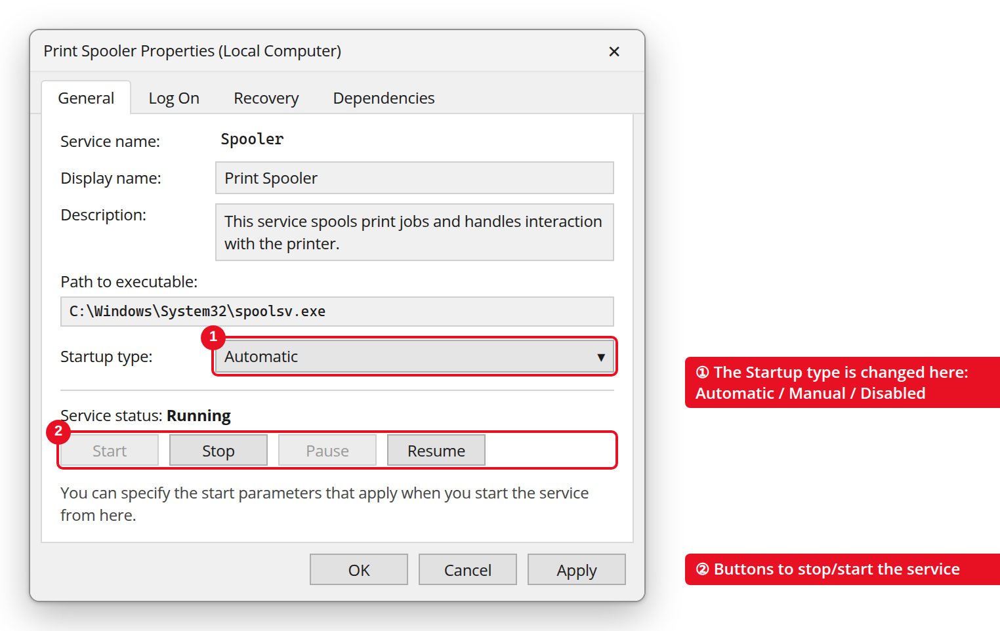 Print Spooler Properties (Local Computer) ✕
General Log On Recovery Dependencies
Service name: Spooler
Display name: Print Spooler
Description: This service spools print jobs and handles interaction
with the printer.
Path to executable:
C:\Windows\System32\spoolsv.exe
1
Startup type: Automatic ▼
① The Startup type is changed here:
Automatic / Manual / Disabled
Service status: Running
2
Start Stop Pause Resume
You can specify the start parameters that apply when you start the service
from here.
OK Cancel Apply
② Buttons to stop/start the service